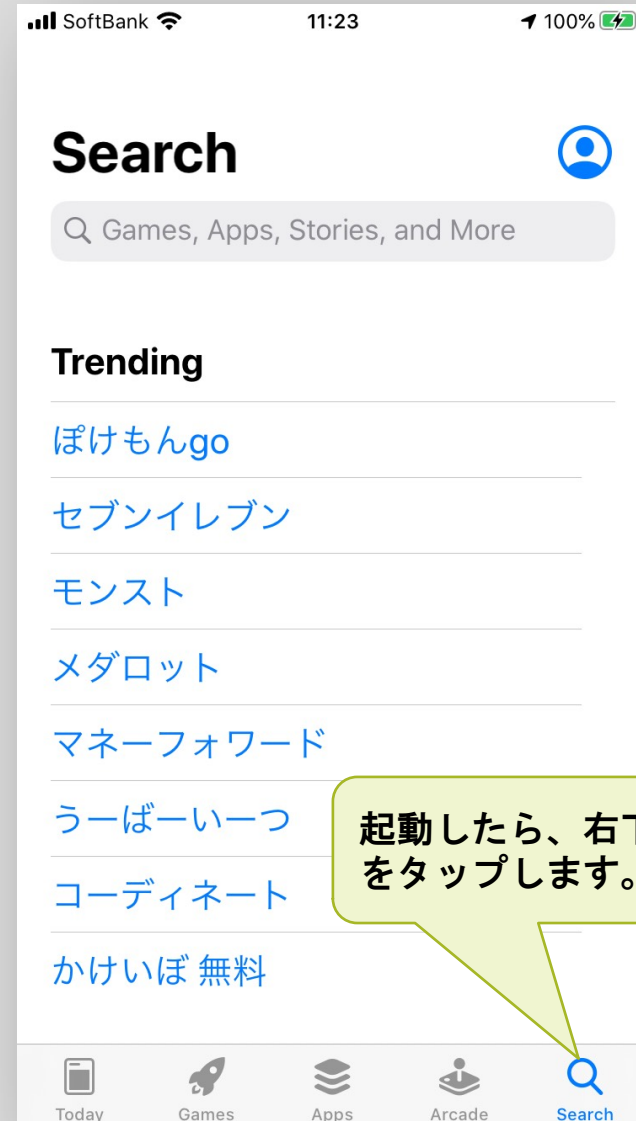 SoftBank 11:23 100%
Search
Games, Apps, Stories, and More
Trending
ぽけもんgo
セブンイレブン
モンスト
メダロット
マネーフォワード
うーばーいーつ
コーディネート
かけいぼ 無料
起動したら、右下
をタップします。
Today Games Apps Arcade Search